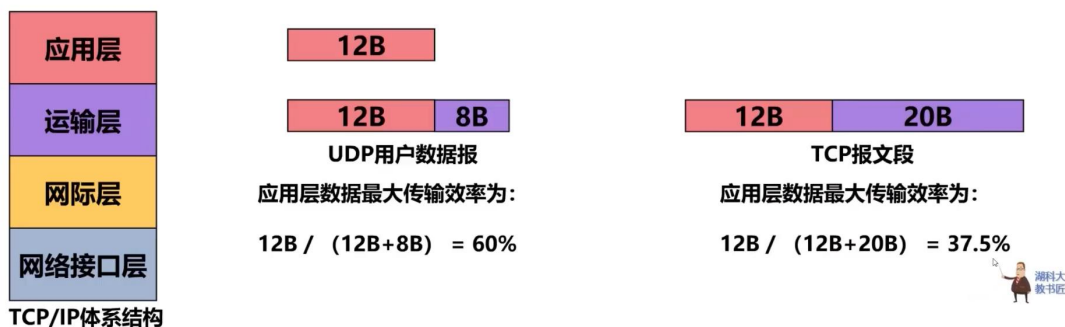 应用层
运输层
网际层
网络接口层
TCP/IP体系结构
12B
12B 8B
UDP用户数据报
应用层数据最大传输效率为：
12B / （12B+8B） = 60%
12B 20B
TCP报文段
应用层数据最大传输效率为：
12B / （12B+20B） = 37.5%
湖科大
教书匠